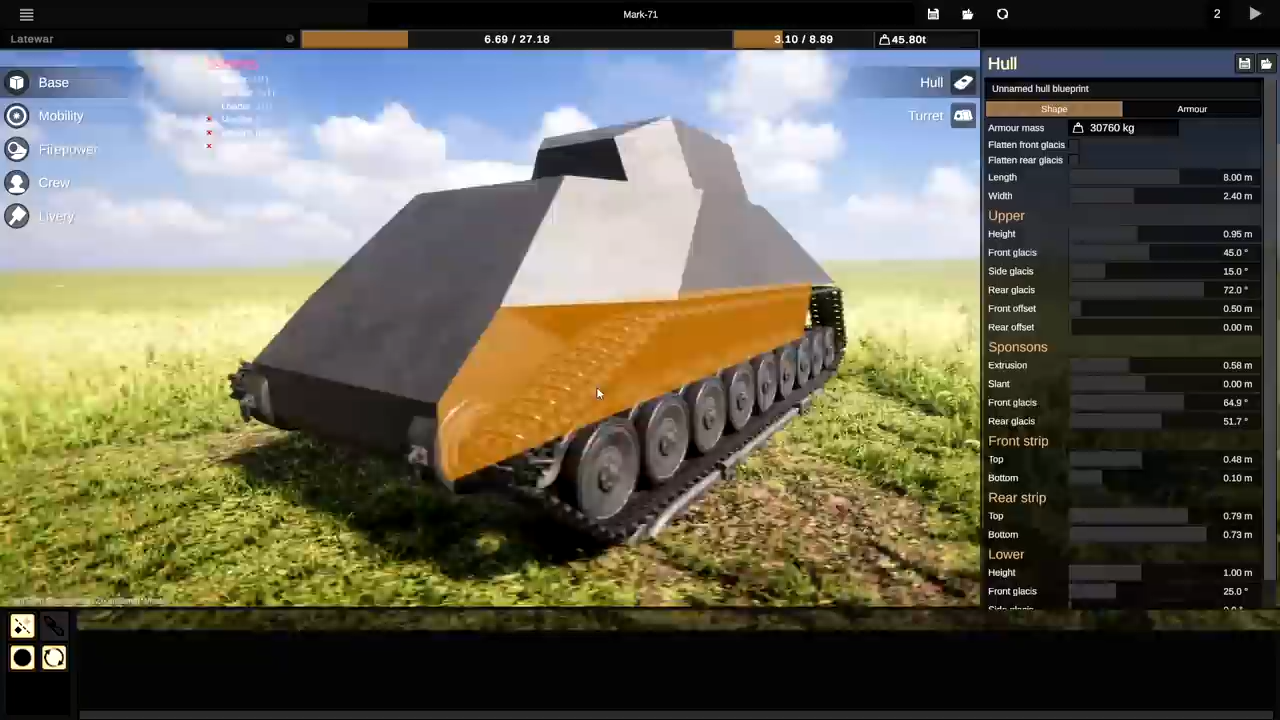 Mark-71
2
Latewar
6.69 / 27.18
3.10 / 8.89
45.80t
Base
Mobility
Firepower
Crew
Livery
Loader
Hull
Turret
Hull
Unnamed hull blueprint
Shape
Armour
Armour mass 30760 kg
Flatten front glacis
Flatten rear glacis
Length 8.00 m
Width 2.40 m
Upper
Height 0.95 m
Front glacis 45.0 °
Side glacis 15.0 °
Rear glacis 72.0 °
Front offset 0.50 m
Rear offset 0.00 m
Sponsons
Extrusion 0.58 m
Slant 0.00 m
Front glacis 64.9 °
Rear glacis 51.7 °
Front strip
Top 0.48 m
Bottom 0.10 m
Rear strip
Top 0.79 m
Bottom 0.73 m
Lower
Height 1.00 m
Front glacis 25.0 °